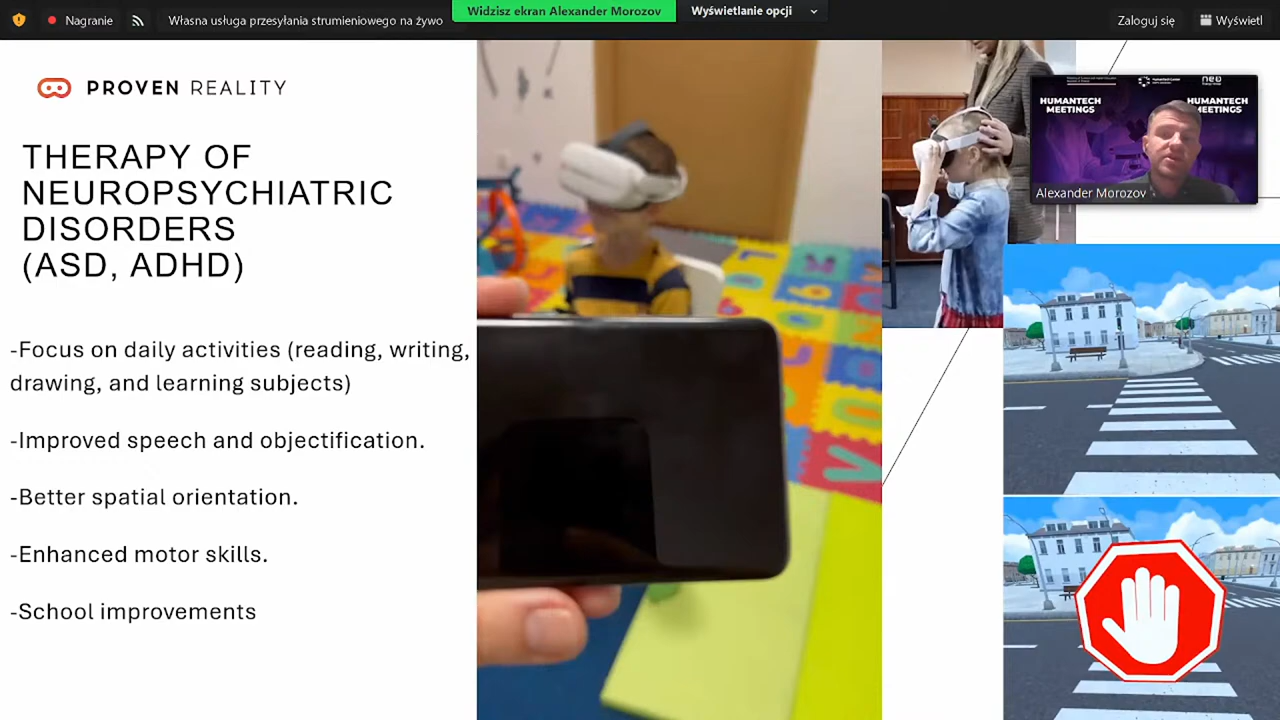 Nagranie
Własna usługa przesyłania strumieniowego na żywo
Widzisz ekran Alexander Morozov
Wyświetlanie opcji
Zaloguj się
Wyświetl
PROVEN REALITY
THERAPY OF
NEUROPSYCHIATRIC
DISORDERS
(ASD, ADHD)
-Focus on daily activities (reading, writing,
drawing, and learning subjects)
-Improved speech and objectification.
-Better spatial orientation.
-Enhanced motor skills.
-School improvements
HUMANTECH
MEETINGS
HUMANTECH
MEETINGS
Alexander Morozov